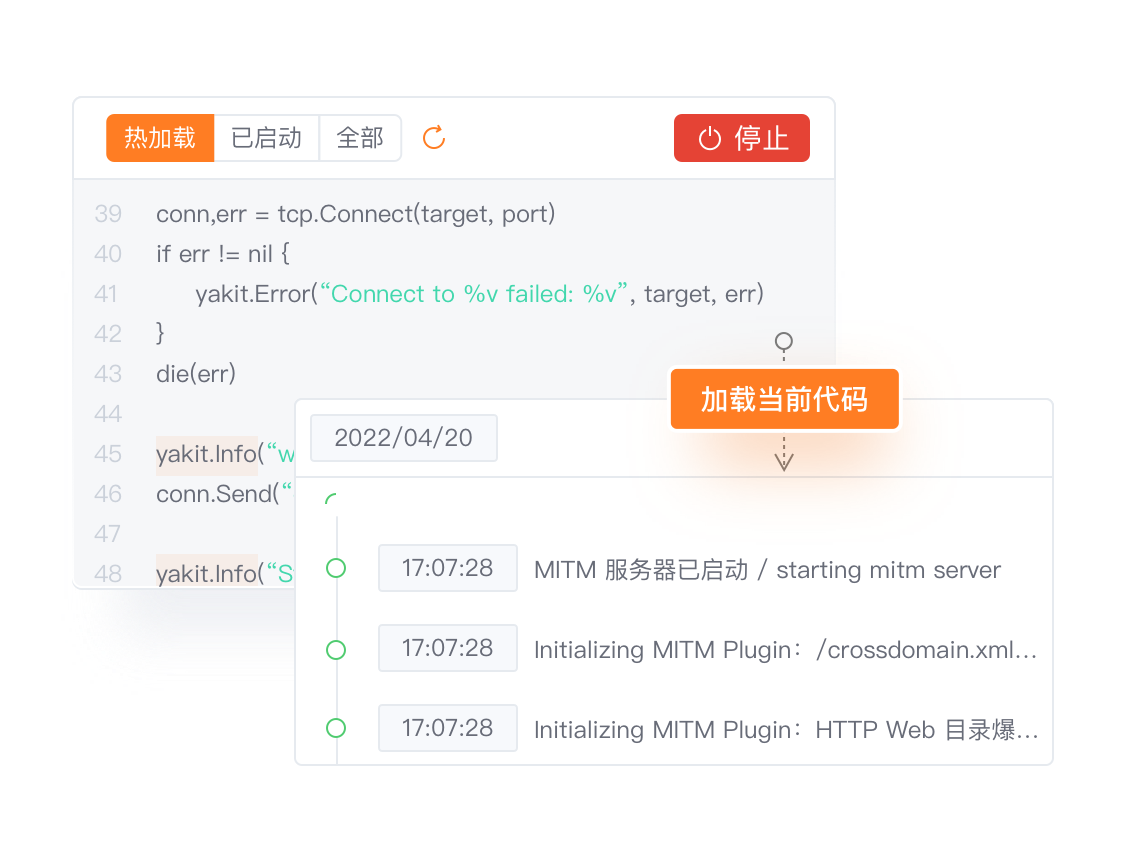 热加载 已启动 全部 停止
39 conn,err = tcp.Connect(target, port)
40 if err != nil {
41 yakit.Error(“Connect to %v failed: %v”, target, err)
42 }
43 die(err)
44
45 yakit.Info(“w
46 conn.Send(“
47
48 yakit.Info(“S
加载当前代码
2022/04/20
17:07:28 MITM 服务器已启动 / starting mitm server
17:07:28 Initializing MITM Plugin：/crossdomain.xml...
17:07:28 Initializing MITM Plugin：HTTP Web 目录爆...